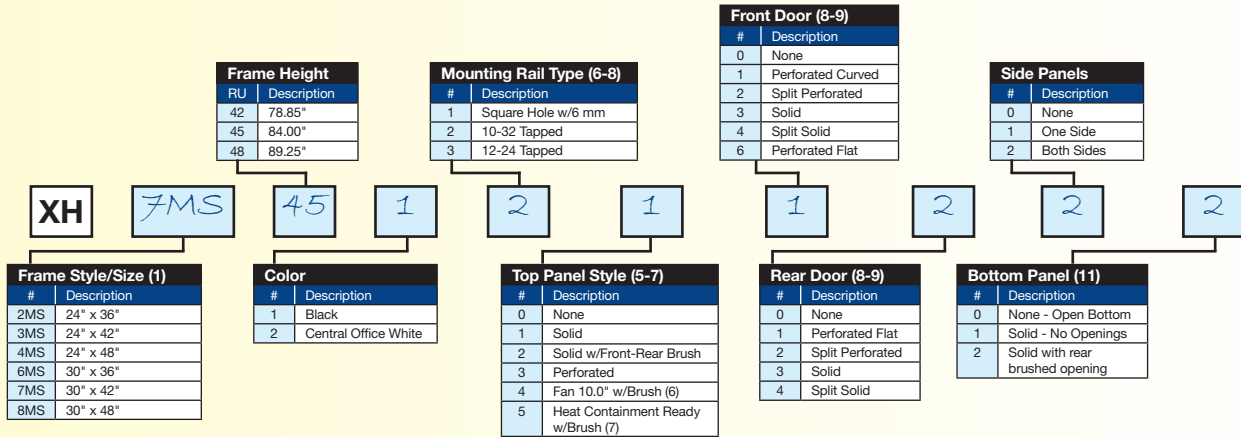 Front Door (8-9)
# Description
0 None
1 Perforated Curved
2 Split Perforated
3 Solid
4 Split Solid
6 Perforated Flat
Frame Height
RU Description
42 78.85"
45 84.00"
48 89.25"
Mounting Rail Type (6-8)
# Description
1 Square Hole w/6 mm
2 10-32 Tapped
3 12-24 Tapped
Side Panels
# Description
0 None
1 One Side
2 Both Sides
XH 7MS 45 1 2 1 1 2 2 2
Frame Style/Size (1)
# Description
2MS 24" x 36"
3MS 24" x 42"
4MS 24" x 48"
6MS 30" x 36"
7MS 30" x 42"
8MS 30" x 48"
Color
# Description
1 Black
2 Central Office White
Top Panel Style (5-7)
# Description
0 None
1 Solid
2 Solid w/Front-Rear Brush
3 Perforated
4 Fan 10.0" w/Brush (6)
5 Heat Containment Ready
w/Brush (7)
Rear Door (8-9)
# Description
0 None
1 Perforated Flat
2 Split Perforated
3 Solid
4 Split Solid
Bottom Panel (11)
# Description
0 None - Open Bottom
1 Solid - No Openings
2 Solid with rear
brushed opening